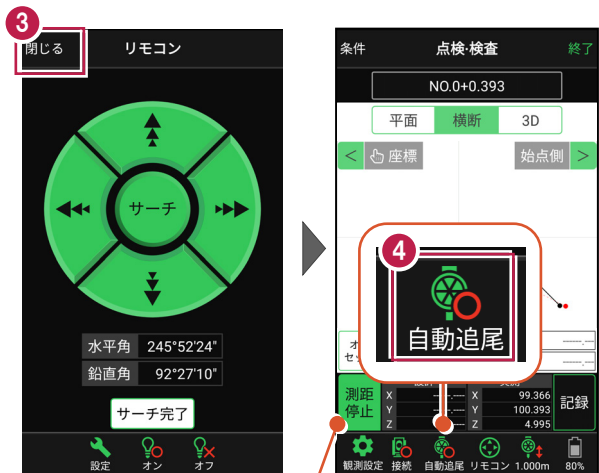 3
閉じる リモコン
サーチ
水平角 245°52'24"
鉛直角 92°27'10"
サーチ完了
設定 オン オフ
条件 点検·検査 終了
NO.0+0.393
平面 横断 3D
< 座標 始点側 >
4
自動追尾
測距
停止
X --.--- X 99.366
Y --.--- Y 100.393
Z --.--- Z 4.995
記録
観測設定 接続 自動追尾 リモコン 1.000m 80%